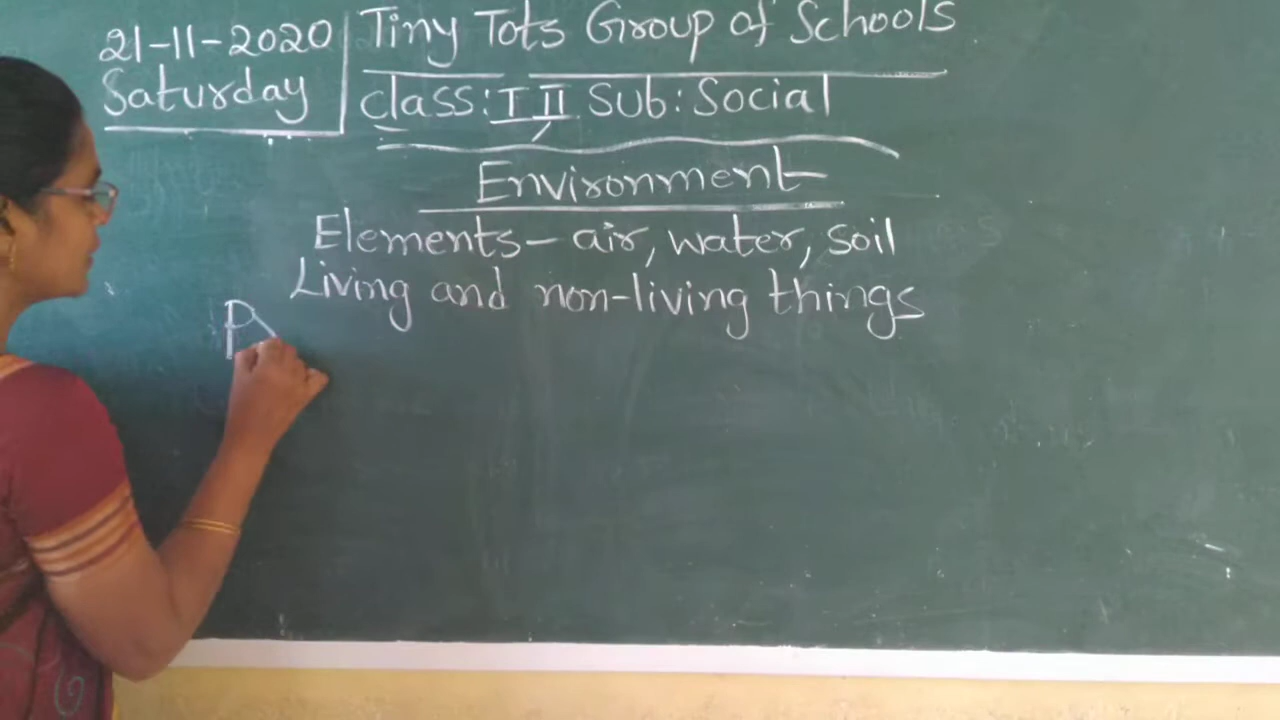 21-11-2020
Saturday
Tiny Tots Group of Schools
class: I II Sub: Social
Environment
Elements - air, water, soil
Living and non-living things